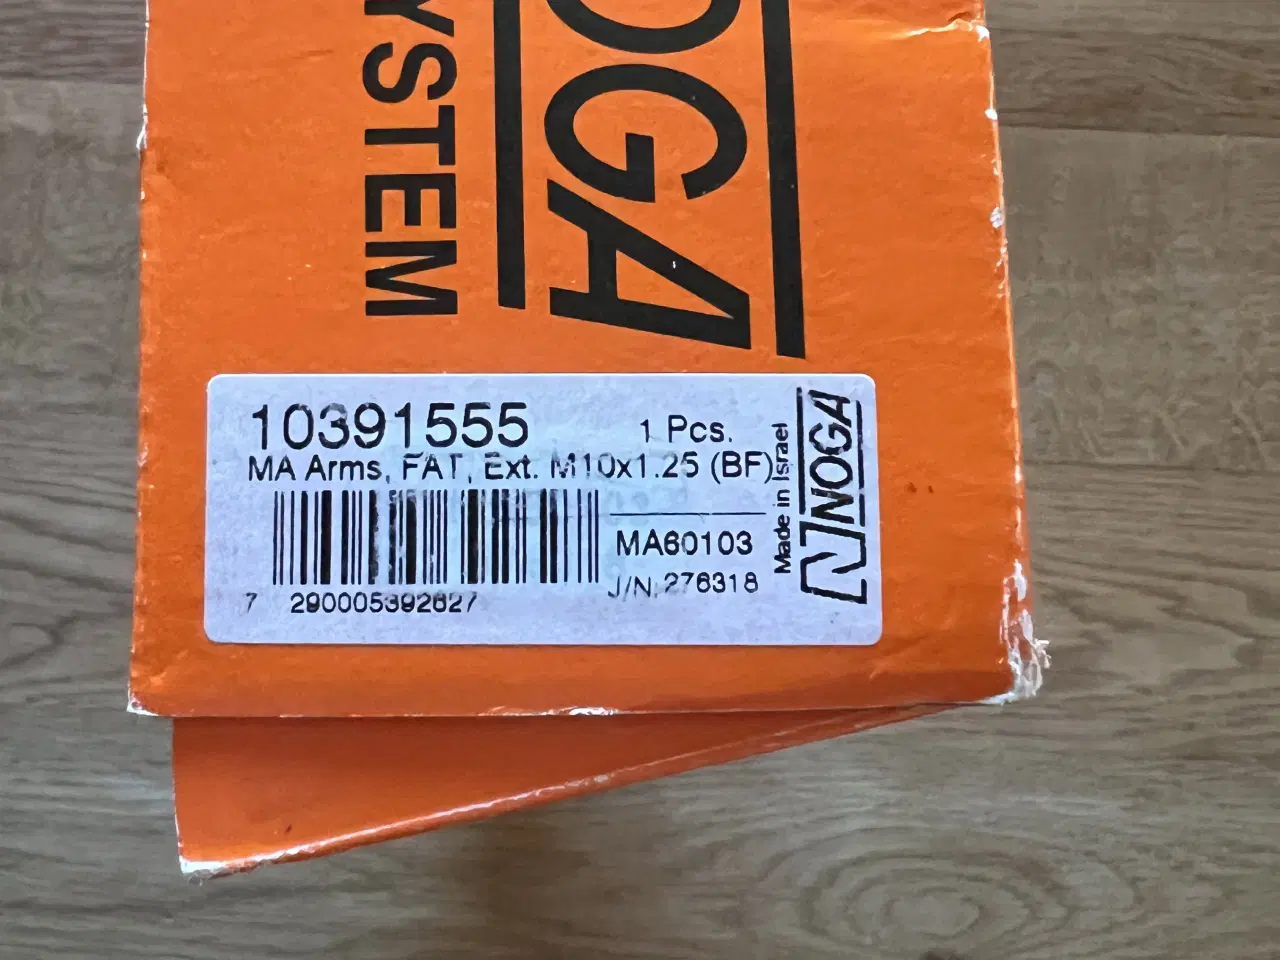 OGA
YSTEM
10391555
1 Pcs.
MA Arms, FAT, Ext. M10x1.25 (BF)
MA60103
J/N: 276318
7 290005392627
Made in Israel
NOGA